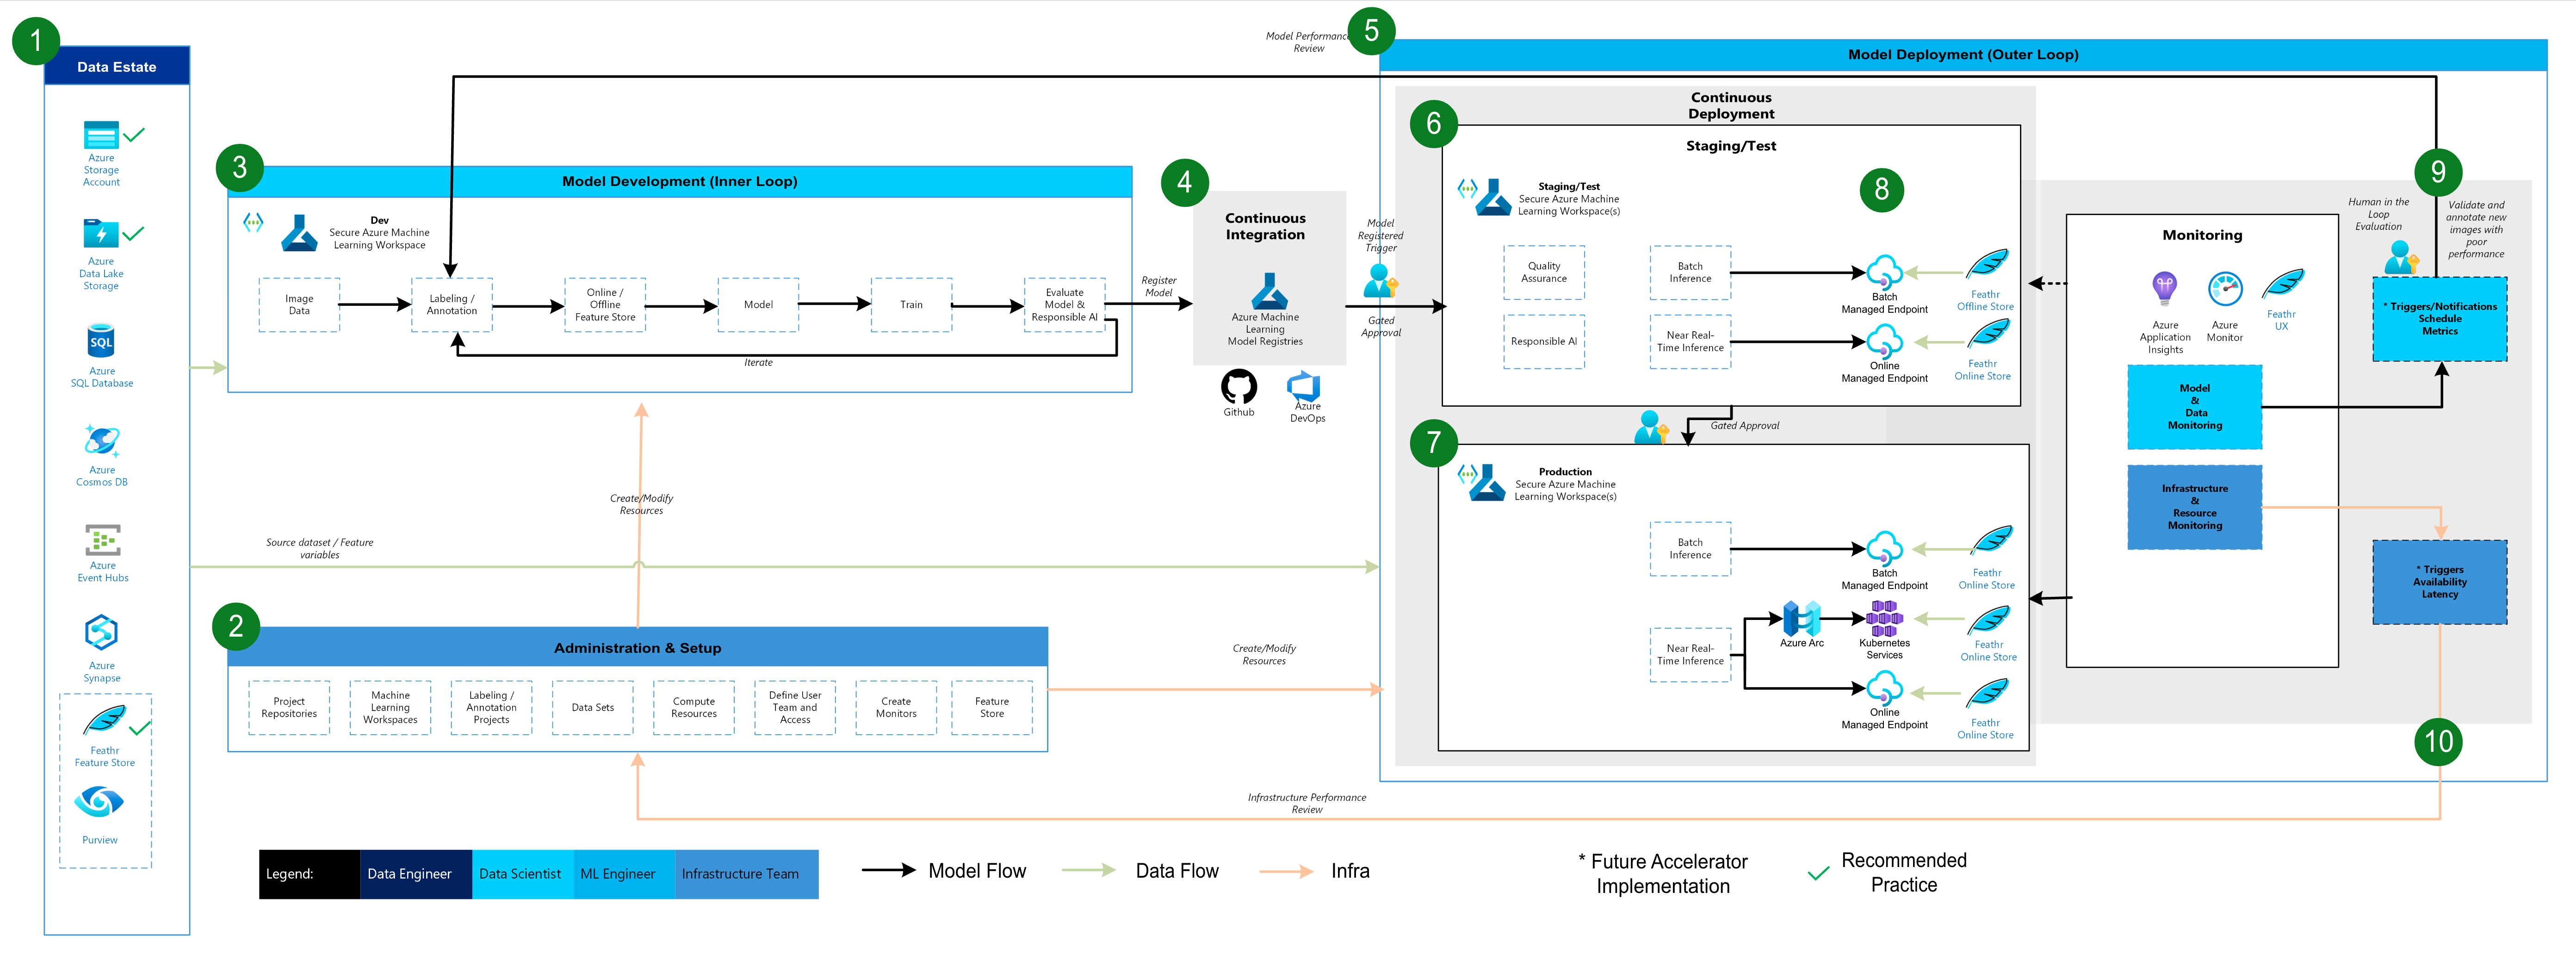 1
Data Estate
Azure
Storage
Account
Azure
Data Lake
Storage
SQL
Azure
SQL Database
Azure
Cosmos DB
Azure
Event Hubs
Azure
Synapse
Feathr
Feature Store
Purview
3
Model Development (Inner Loop)
Dev
Secure Azure Machine
Learning Workspace
Image
Data
Labeling /
Annotation
Online /
Offline
Feature Store
Model
Train
Evaluate
Model &
Responsible AI
Iterate
Register
Model
4
Continuous
Integration
Azure Machine
Learning
Model Registries
Github
Azure
DevOps
Model
Registered
Trigger
Gated
Approval
Create/Modify
Resources
Source dataset / Feature
variables
2
Administration & Setup
Project
Repositories
Machine
Learning
Workspaces
Labeling /
Annotation
Projects
Data Sets
Compute
Resources
Define User
Team and
Access
Create
Monitors
Feature
Store
Create/Modify
Resources
Infrastructure Performance
Review
Model Performance
Review
5
Model Deployment (Outer Loop)
Continuous
Deployment
6
Staging/Test
Staging/Test
Secure Azure Machine
Learning Workspace(s)
8
Quality
Assurance
Responsible AI
Batch
Inference
Near Real-
Time Inference
Batch
Managed Endpoint
Online
Managed Endpoint
Feathr
Offline Store
Feathr
Online Store
Gated Approval
7
Production
Secure Azure Machine
Learning Workspace(s)
Batch
Inference
Batch
Managed Endpoint
Feathr
Online Store
Near Real-
Time Inference
Azure Arc
Kubernetes
Services
Feathr
Online Store
Online
Managed Endpoint
Feathr
Online Store
Monitoring
Azure
Application
Insights
Azure
Monitor
Feathr
UX
Model
&
Data
Monitoring
Infrastructure
&
Resource
Monitoring
9
Human in the
Loop
Evaluation
Validate and
annotate new
images with
poor
performance
* Triggers/Notifications
Schedule
Metrics
* Triggers
Availability
Latency
10
Legend:
Data Engineer
Data Scientist
ML Engineer
Infrastructure Team
Model Flow
Data Flow
Infra
* Future Accelerator
Implementation
Recommended
Practice